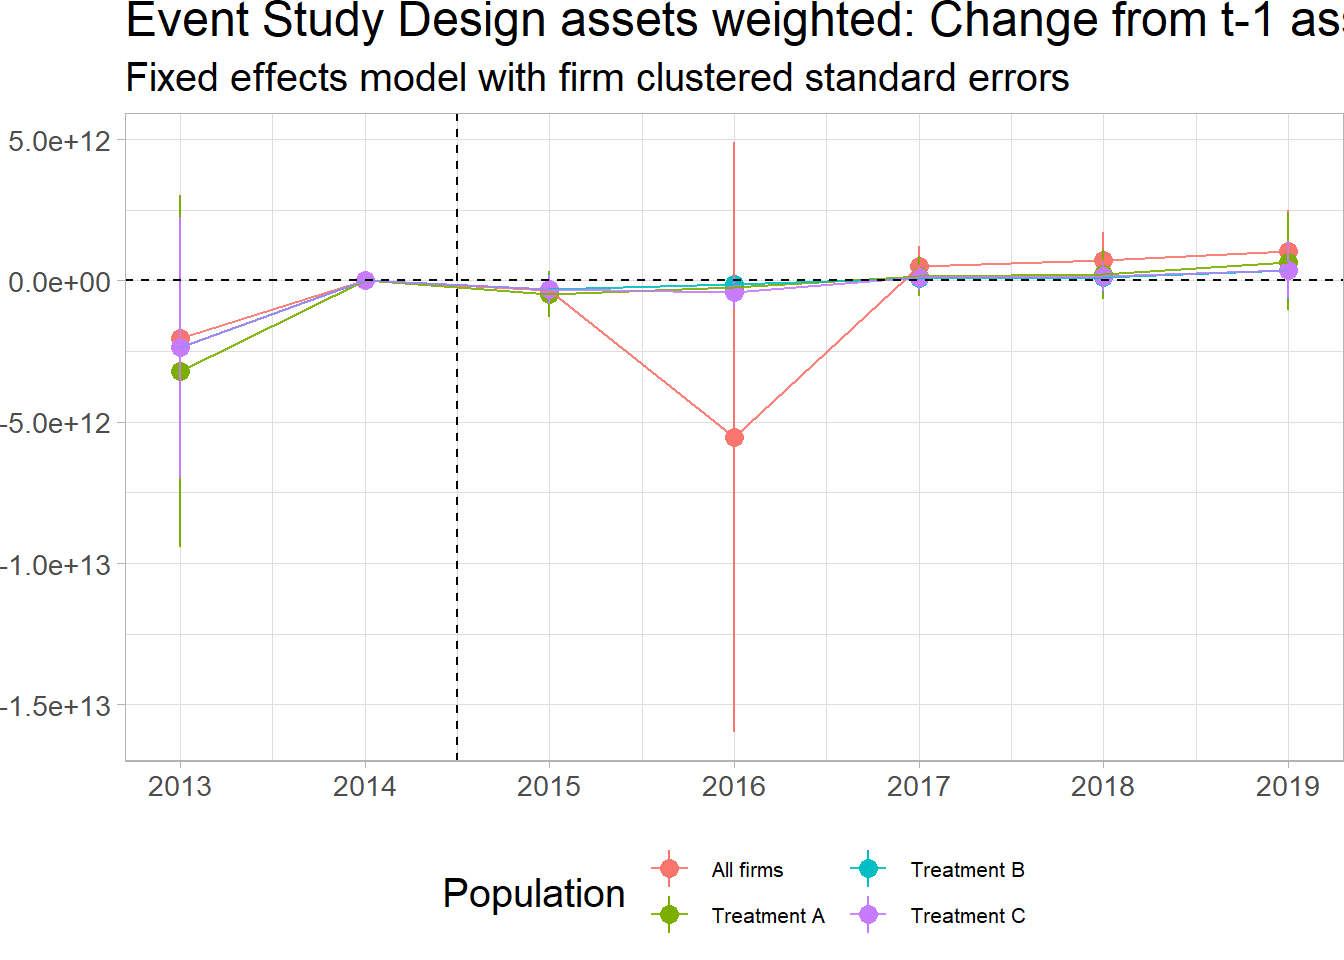 Event Study Design assets weighted: Change from t-1 ass
Fixed effects model with firm clustered standard errors
5.0e+12
0.0e+00
-5.0e+12
-1.0e+13
-1.5e+13
2013 2014 2015 2016 2017 2018 2019
Population
All firms
Treatment A
Treatment B
Treatment C